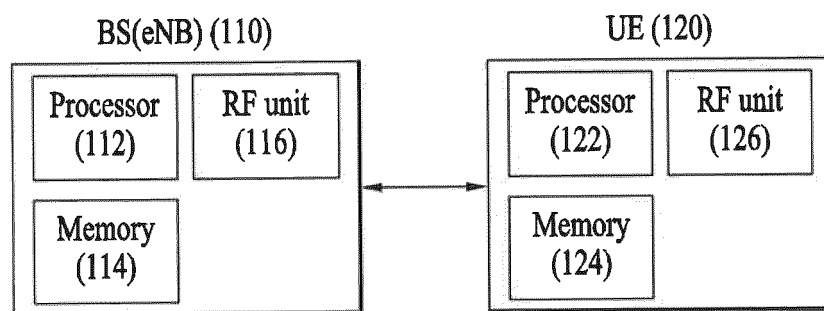 BS(eNB) (110)
UE (120)
Processor
(112)
RF unit
(116)
Memory
(114)
Processor
(122)
RF unit
(126)
Memory
(124)